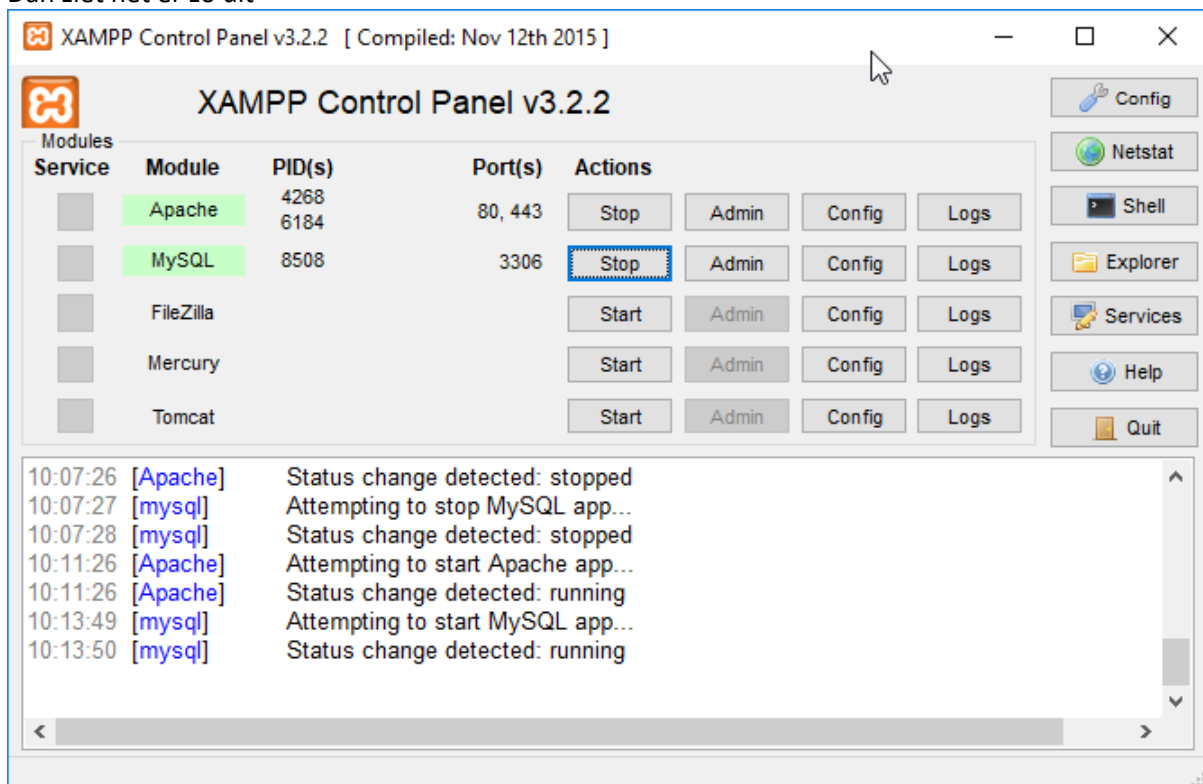 XAMPP Control Panel v3.2.2 [ Compiled: Nov 12th 2015 ]
XAMPP Control Panel v3.2.2
Config
Modules
Service Module PID(s) Port(s) Actions
Netstat
Apache 4268 6184 80, 443 Stop Admin Config Logs
Shell
MySQL 8508 3306 Stop Admin Config Logs
Explorer
FileZilla Start Admin Config Logs
Services
Mercury Start Admin Config Logs
Help
Tomcat Start Admin Config Logs
Quit
10:07:26 [Apache] Status change detected: stopped
10:07:27 [mysql] Attempting to stop MySQL app...
10:07:28 [mysql] Status change detected: stopped
10:11:26 [Apache] Attempting to start Apache app...
10:11:26 [Apache] Status change detected: running
10:13:49 [mysql] Attempting to start MySQL app...
10:13:50 [mysql] Status change detected: running